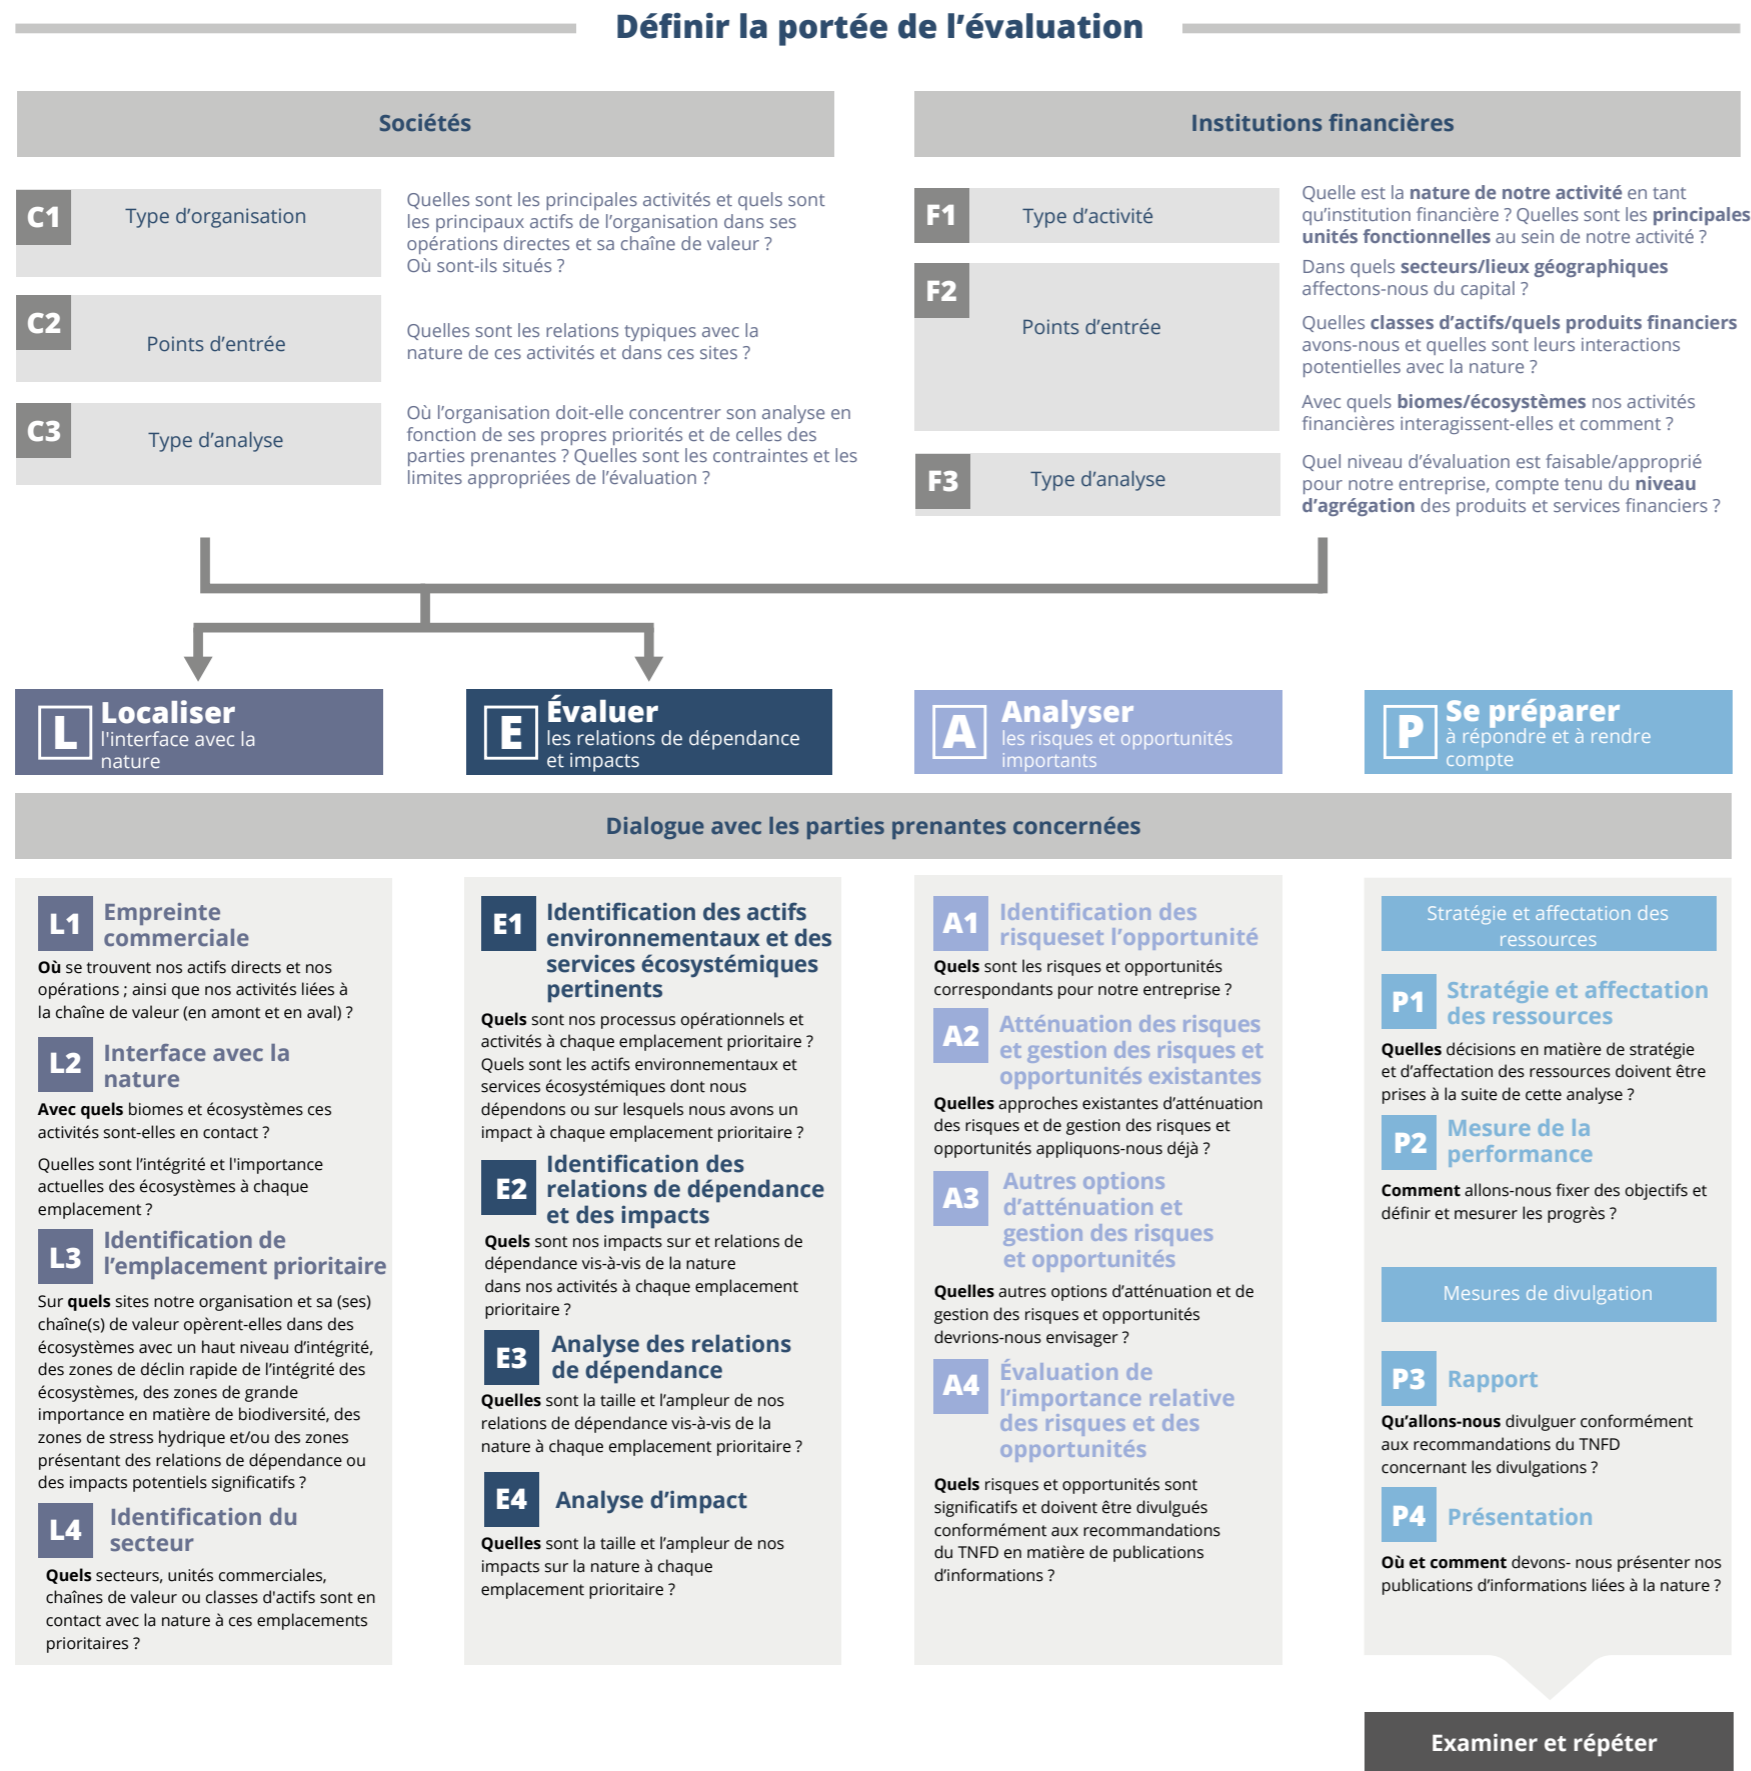 Définir la portée de l'évaluation
Sociétés
C1
Type d'organisation
Quelles sont les principales activités et quels sont
les principaux actifs de l'organisation dans ses
opérations directes et sa chaîne de valeur ?
Où sont-ils situés ?
C2
Points d'entrée
Quelles sont les relations typiques avec la
nature de ces activités et dans ces sites ?
C3
Type d'analyse
Où l'organisation doit-elle concentrer son analyse en
fonction de ses propres priorités et de celles des
parties prenantes ? Quelles sont les contraintes et les
limites appropriées de l'évaluation ?
Institutions financières
F1
Type d'activité
Quelle est la nature de notre activité en tant
qu'institution financière ? Quelles sont les principales
unités fonctionnelles au sein de notre activité ?
F2
Points d'entrée
Dans quels secteurs/lieux géographiques
affectons-nous du capital ?
Quelles classes d'actifs/quels produits financiers
avons-nous et quelles sont leurs interactions
potentielles avec la nature ?
Avec quels biomes/écosystèmes nos activités
financières interagissent-elles et comment ?
F3
Type d'analyse
Quel niveau d'évaluation est faisable/approprié
pour notre entreprise, compte tenu du niveau
d'agrégation des produits et services financiers ?
L
Localiser
l'interface avec la
nature
E
Évaluer
les relations de dépendance
et impacts
A
Analyser
les risques et opportunités
importants
P
Se préparer
à répondre et à rendre
compte
Dialogue avec les parties prenantes concernées
L1
Empreinte
commerciale
Où se trouvent nos actifs directs et nos
opérations ; ainsi que nos activités liées à
la chaîne de valeur (en amont et en aval) ?
L2
Interface avec la
nature
Avec quels biomes et écosystèmes ces
activités sont-elles en contact ?
Quelles sont l'intégrité et l'importance
actuelles des écosystèmes à chaque
emplacement ?
L3
Identification de
l'emplacement prioritaire
Sur quels sites notre organisation et sa (ses)
chaîne(s) de valeur opèrent-elles dans des
écosystèmes avec un haut niveau d'intégrité,
des zones de déclin rapide de l'intégrité des
écosystèmes, des zones de grande
importance en matière de biodiversité, des
zones de stress hydrique et/ou des zones
présentant des relations de dépendance ou
des impacts potentiels significatifs ?
L4
Identification du
secteur
Quels secteurs, unités commerciales,
chaînes de valeur ou classes d'actifs sont en
contact avec la nature à ces emplacements
prioritaires ?
E1
Identification des actifs
environnementaux et des
services écosystémiques
pertinents
Quels sont nos processus opérationnels et
activités à chaque emplacement prioritaire ?
Quels sont les actifs environnementaux et
services écosystémiques dont nous
dépendons ou sur lesquels nous avons un
impact à chaque emplacement prioritaire ?
E2
Identification des
relations de dépendance
et des impacts
Quels sont nos impacts sur et relations de
dépendance vis-à-vis de la nature
dans nos activités à chaque emplacement
prioritaire ?
E3
Analyse des relations
de dépendance
Quelles sont la taille et l'ampleur de nos
relations de dépendance vis-à-vis de la
nature à chaque emplacement prioritaire ?
E4
Analyse d'impact
Quelles sont la taille et l'ampleur de nos
impacts sur la nature à chaque
emplacement prioritaire ?
A1
Identification des
risqueset l'opportunité
Quels sont les risques et opportunités
correspondants pour notre entreprise ?
A2
Atténuation des risques
et gestion des risques et
opportunités existantes
Quelles approches existantes d'atténuation
des risques et de gestion des risques et
opportunités appliquons-nous déjà ?
A3
Autres options
d'atténuation et
gestion des risques
et opportunités
Quelles autres options d'atténuation et de
gestion des risques et opportunités
devrions-nous envisager ?
A4
Évaluation de
l'importance relative
des risques et des
opportunités
Quels risques et opportunités sont
significatifs et doivent être divulgués
conformément aux recommandations
du TNFD en matière de publications
d'informations ?
Stratégie et affectation des
ressources
P1
Stratégie et affectation
des ressources
Quelles décisions en matière de stratégie
et d'affectation des ressources doivent être
prises à la suite de cette analyse ?
P2
Mesure de la
performance
Comment allons-nous fixer des objectifs et
définir et mesurer les progrès ?
Mesures de divulgation
P3
Rapport
Qu'allons-nous divulguer conformément
aux recommandations du TNFD
concernant les divulgations ?
P4
Présentation
Où et comment devons- nous présenter nos
publications d'informations liées à la nature ?
Examiner et répéter